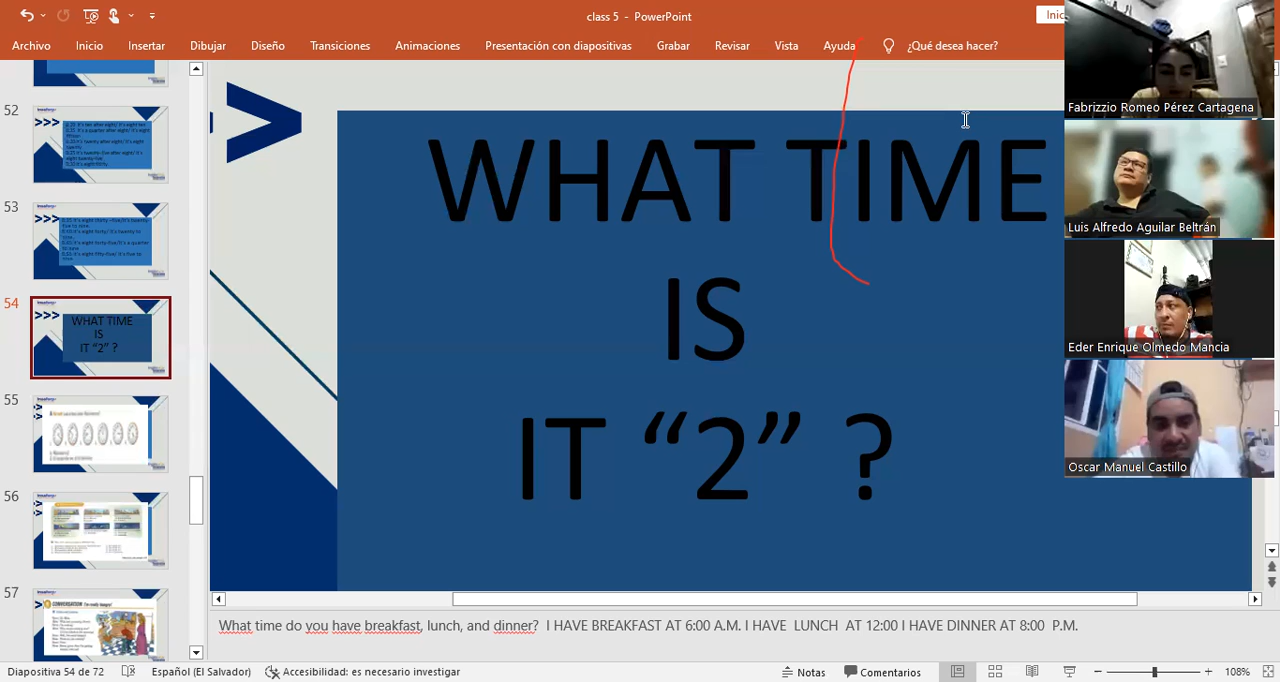 class 5 - PowerPoint
Inic
Archivo Inicio Insertar Dibujar Diseño Transiciones Animaciones Presentación con diapositivas Grabar Revisar Vista Ayuda ¿Qué desea hacer?
52
53
54
WHAT TIME
IS
IT “2” ?
55
56
57
CONVERSATION
WHAT TIME
IS
IT “2” ?
Fabrizzio Romeo Pérez Cartagena
Luis Alfredo Aguilar Beltrán
Eder Enrique Olmedo Mancia
Oscar Manuel Castillo
What time do you have breakfast, lunch, and dinner? I HAVE BREAKFAST AT 6:00 A.M. I HAVE LUNCH AT 12:00 I HAVE DINNER AT 8:00 P.M.
Diapositiva 54 de 72 Español (El Salvador) Accesibilidad: es necesario investigar Notas Comentarios 108%